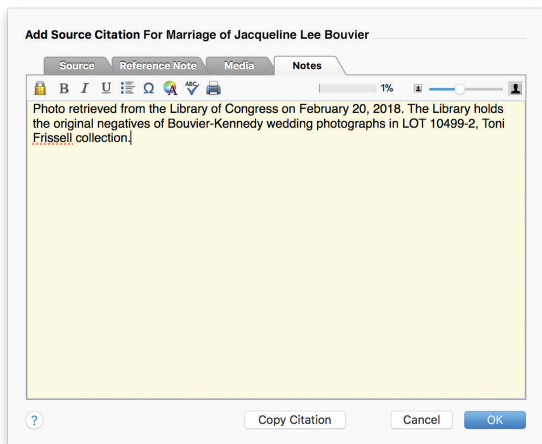 Add Source Citation For Marriage of Jacqueline Lee Bouvier
Source Reference Note Media Notes
B I U Ω A ABC 1%
Photo retrieved from the Library of Congress on February 20, 2018. The Library holds
the original negatives of Bouvier-Kennedy wedding photographs in LOT 10499-2, Toni
Frissell collection.
? Copy Citation Cancel OK